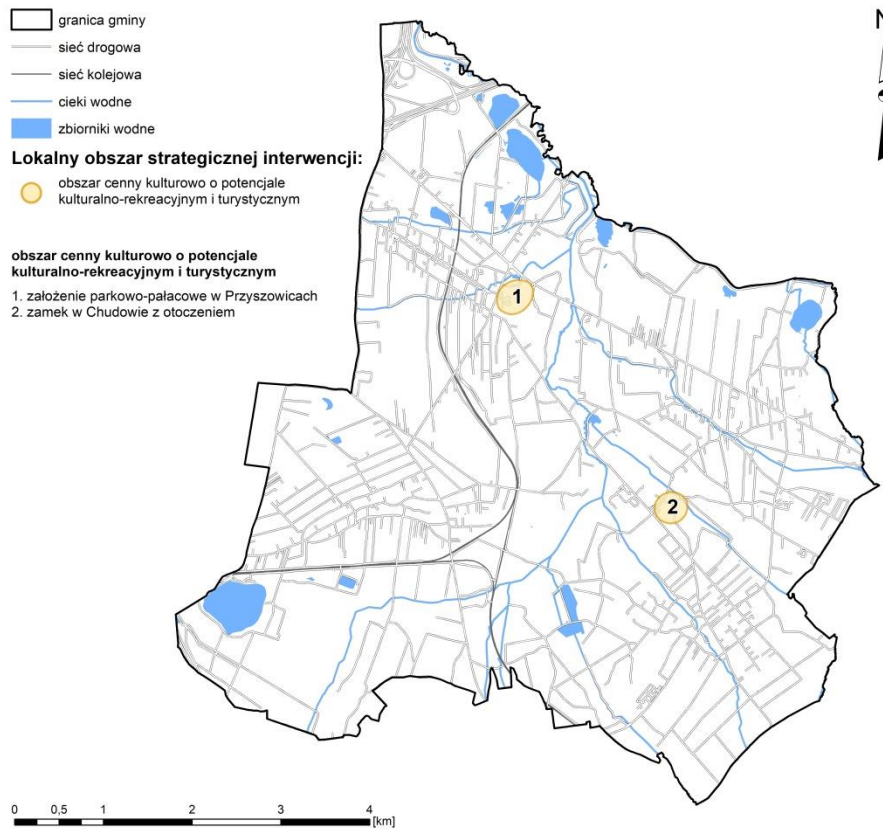 granica gminy
sieć drogowa
sieć kolejowa
cieki wodne
zbiorniki wodne
Lokalny obszar strategicznej interwencji:
obszar cenny kulturowo o potencjale
kulturalno-rekreacyjnym i turystycznym
obszar cenny kulturowo o potencjale
kulturalno-rekreacyjnym i turystycznym
1. założenie parkowo-pałacowe w Przyszowicach
2. zamek w Chudowie z otoczeniem
N
1
2
0 0,5 1 2 3 4
[km]